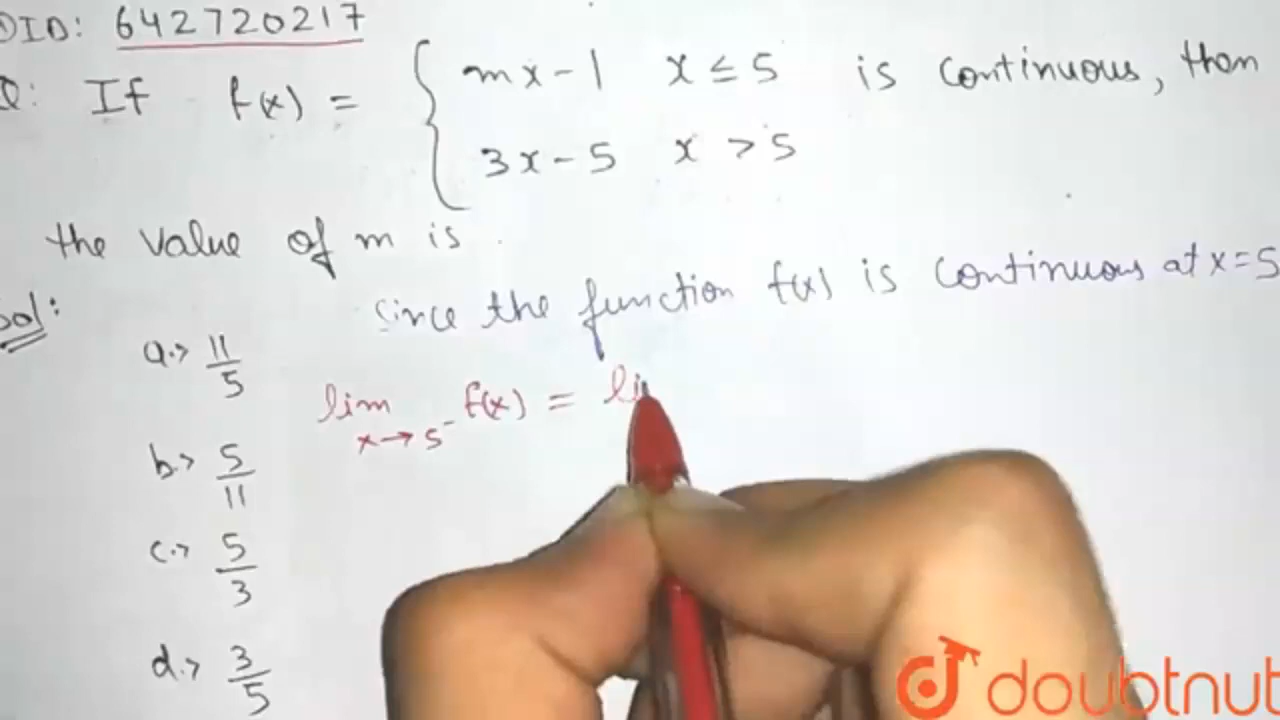 ID: 642720217
Q: If f(x) = { mx-1 x ≤ 5 is continuous, then
3x-5 x > 5
the value of m is.
Sol:
Since the function f(x) is continuous at x=5
a.> 11/5
lim x→5⁻ f(x) = li
b.> 5/11
c.> 5/3
d.> 3/5
doubtnut